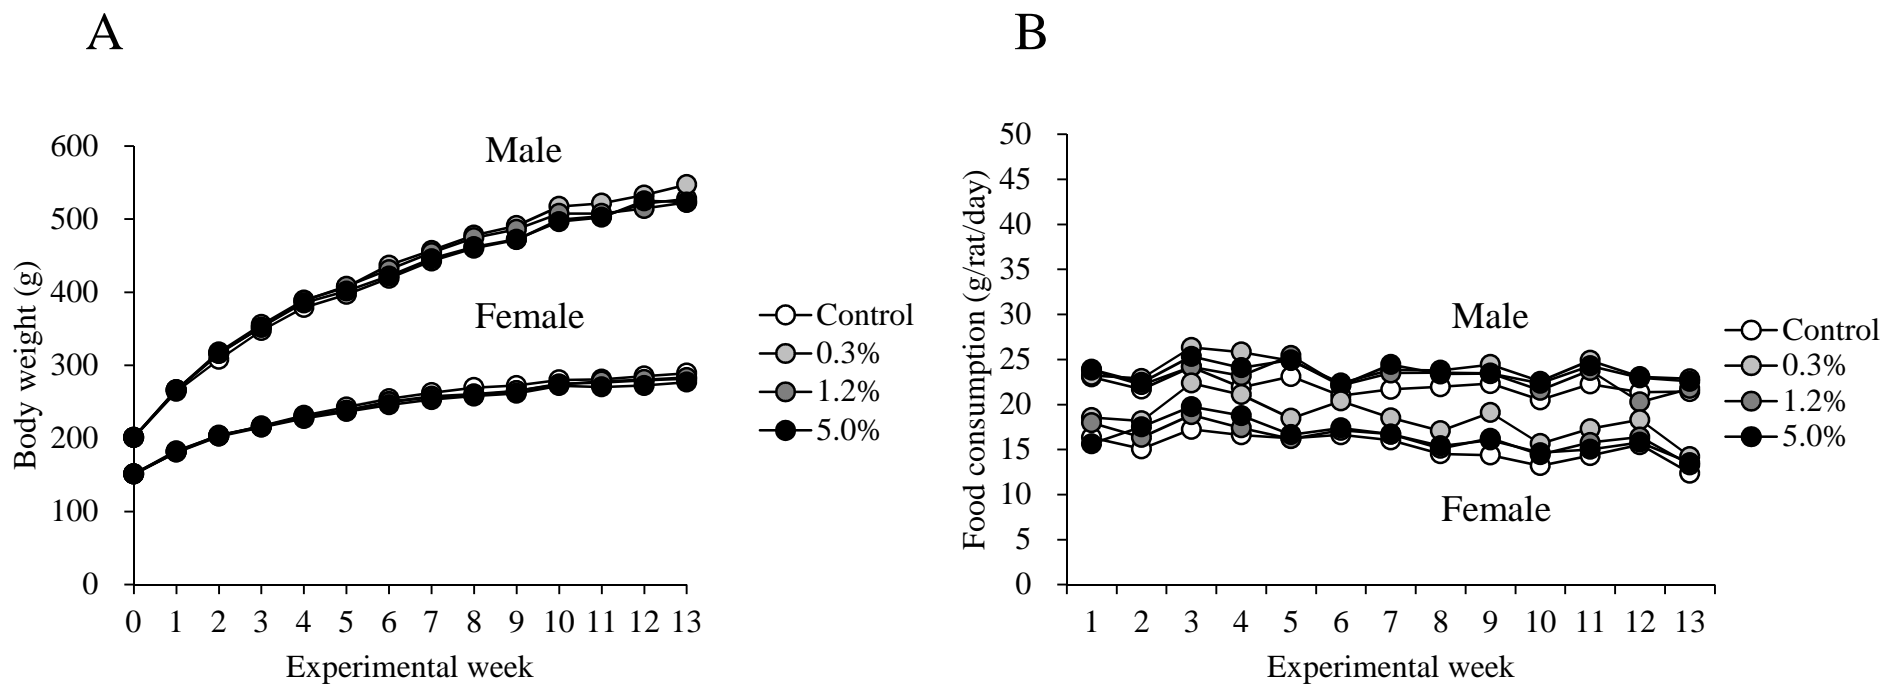 A
B
600
500
400
300
200
100
0
Body weight (g)
Male
Female
0 1 2 3 4 5 6 7 8 9 10 11 12 13
Experimental week
Control
0.3%
1.2%
5.0%
50
45
40
35
30
25
20
15
10
5
0
Food consumption (g/rat/day)
Male
Female
1 2 3 4 5 6 7 8 9 10 11 12 13
Experimental week
Control
0.3%
1.2%
5.0%